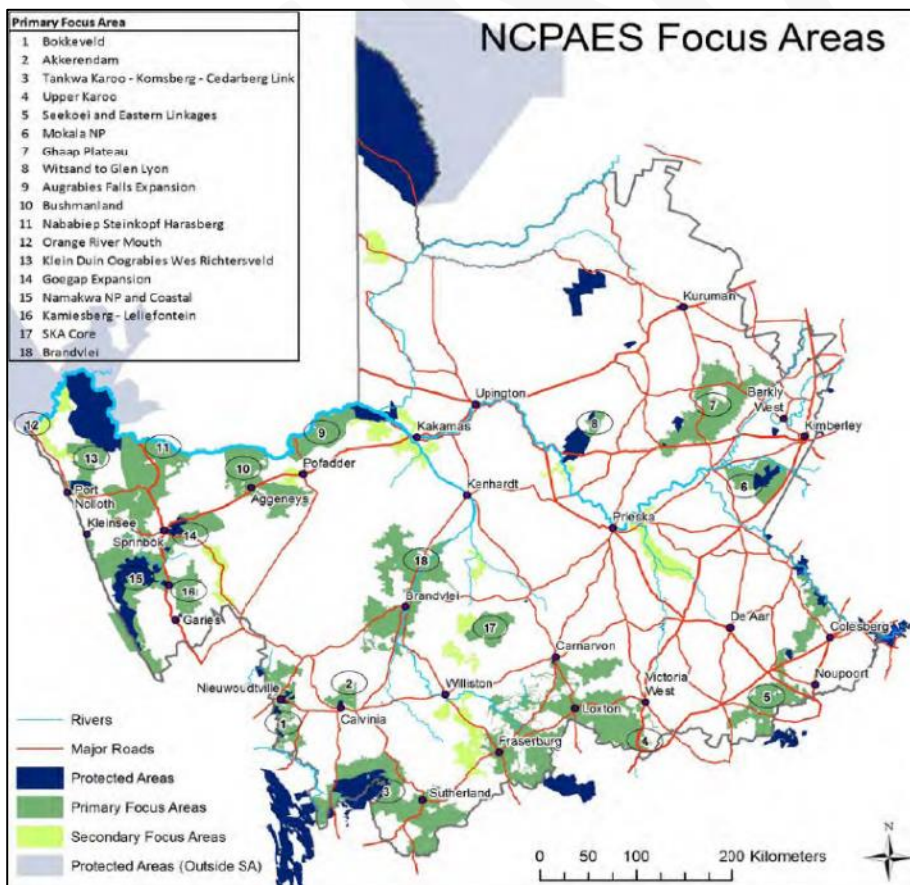 NCPAES Focus Areas
Primary Focus Area
1 Bokkeveld
2 Akkerendam
3 Tankwa Karoo - Komsberg - Cedarberg Link
4 Upper Karoo
5 Seekoei and Eastern Linkages
6 Mokala NP
7 Ghaap Plateau
8 Witsand to Glen Lyon
9 Augrabies Falls Expansion
10 Bushmanland
11 Nababiep Steinkopf Harasberg
12 Orange River Mouth
13 Klein Duin Oograbies Wes Richtersveld
14 Goegap Expansion
15 Namakwa NP and Coastal
16 Kamiesberg - Leliefontein
17 SKA Core
18 Brandvlei
Kuruman
Upington
Barkly
West
7
8
Kakamas
Kimberley
12
9
11
13
10
Pofadder
6
Port
Nolloth
Aggeneys
Kenhardt
Prieska
Kleinsee
Sprinbok
14
18
15
16
Brandvlei
Garies
17
De Aar
Colesberg
Carnarvon
Nieuwoudtville
2
Williston
Victoria
West
Noupoort
5
1
Calvinia
Loxton
4
Fraserburg
3
Sutherland
Rivers
Major Roads
Protected Areas
Primary Focus Areas
Secondary Focus Areas
Protected Areas (Outside SA)
N
0 50 100 200 Kilometers